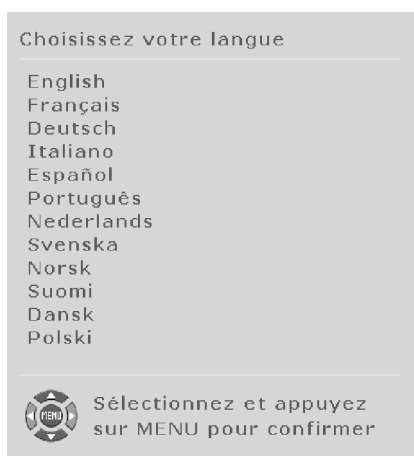 Choisissez votre langue
English
Français
Deutsch
Italiano
Español
Português
Nederlands
Svenska
Norsk
Suomi
Dansk
Polski
MENU
Sélectionnez et appuyez
sur MENU pour confirmer